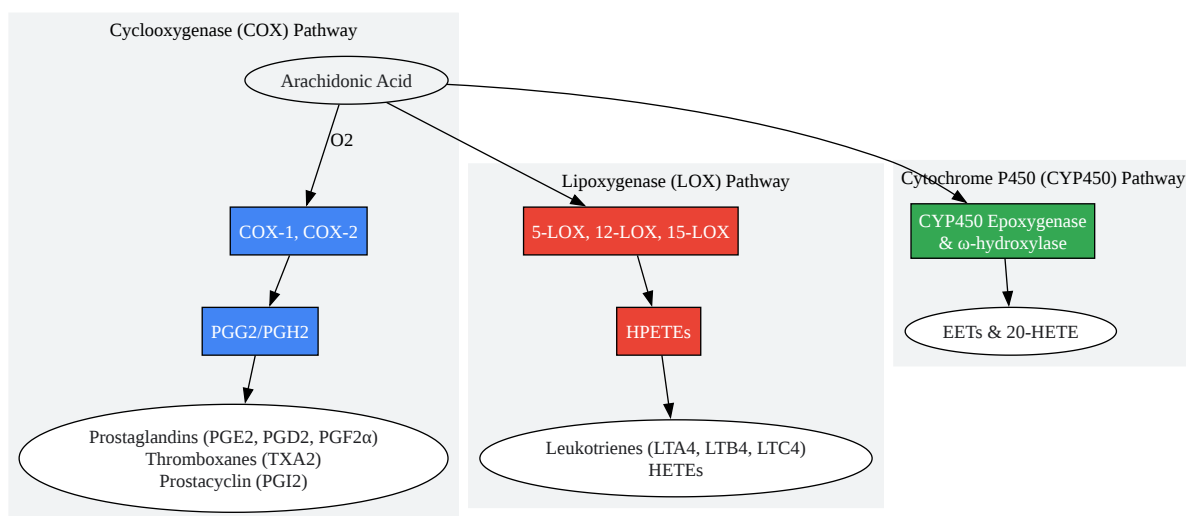 Cyclooxygenase (COX) Pathway
Arachidonic Acid
O2
COX-1, COX-2
PGG2/PGH2
Prostaglandins (PGE2, PGD2, PGF2α)
Thromboxanes (TXA2)
Prostacyclin (PGI2)
Lipoxygenase (LOX) Pathway
5-LOX, 12-LOX, 15-LOX
HPETEs
Leukotrienes (LTA4, LTB4, LTC4)
HETEs
Cytochrome P450 (CYP450) Pathway
CYP450 Epoxygenase
& ω-hydroxylase
EETs & 20-HETE